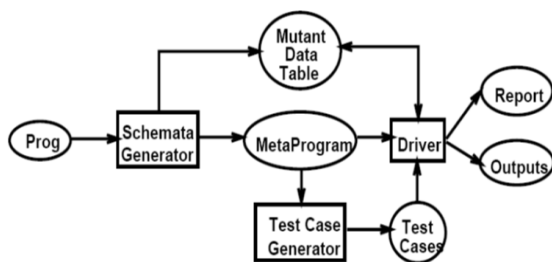 Mutant
Data
Table
Report
Prog
Schemata
Generator
MetaProgram
Driver
Outputs
Test Case
Generator
Test
Cases